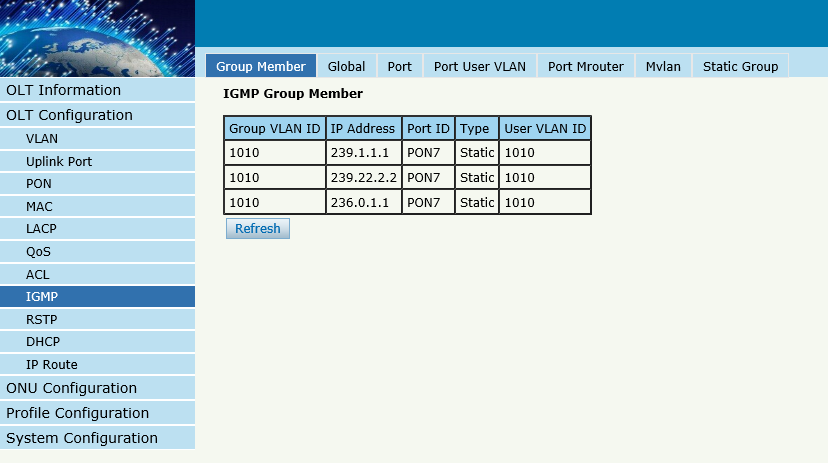 Group Member Global Port Port User VLAN Port Mrouter Mvlan Static Group
OLT Information
OLT Configuration
VLAN
Uplink Port
PON
MAC
LACP
QoS
ACL
IGMP
RSTP
DHCP
IP Route
ONU Configuration
Profile Configuration
System Configuration
IGMP Group Member
Group VLAN ID IP Address Port ID Type User VLAN ID
1010 239.1.1.1 PON7 Static 1010
1010 239.22.2.2 PON7 Static 1010
1010 236.0.1.1 PON7 Static 1010
Refresh